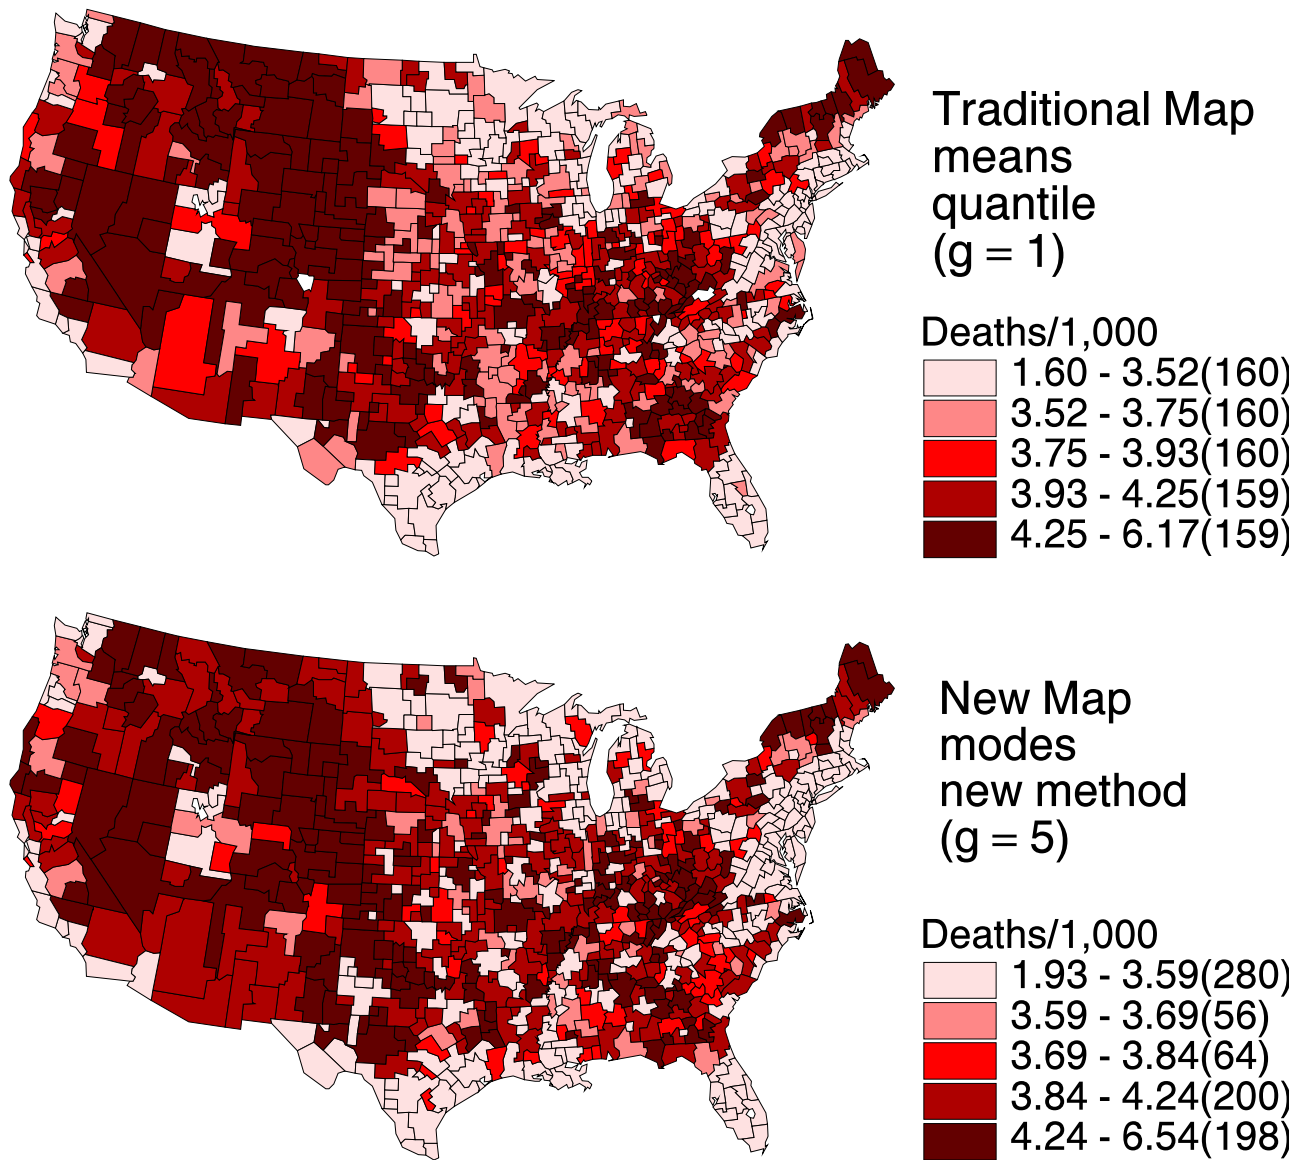 Traditional Map
means
quantile
(g = 1)
Deaths/1,000
1.60 - 3.52(160)
3.52 - 3.75(160)
3.75 - 3.93(160)
3.93 - 4.25(159)
4.25 - 6.17(159)
New Map
modes
new method
(g = 5)
Deaths/1,000
1.93 - 3.59(280)
3.59 - 3.69(56)
3.69 - 3.84(64)
3.84 - 4.24(200)
4.24 - 6.54(198)